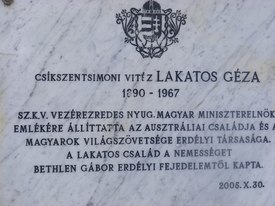 CSÍKSZENTSIMONI VITÉZ LAKATOS GÉZA
1890 - 1967
SZ.K.V. VEZÉREZREDES NYUG. MAGYAR MINISZTERELNÖK
EMLÉKÉRE ÁLLÍTTATTA AZ AUSZTRÁLIAI CSALÁDJA ÉS A
MAGYAROK VILÁGSZÖVETSÉGE ERDÉLYI TÁRSASÁGA.
A LAKATOS CSALÁD A NEMESSÉGET
BETHLEN GÁBOR ERDÉLYI FEJEDELEMTŐL KAPTA.
2005.X.30.